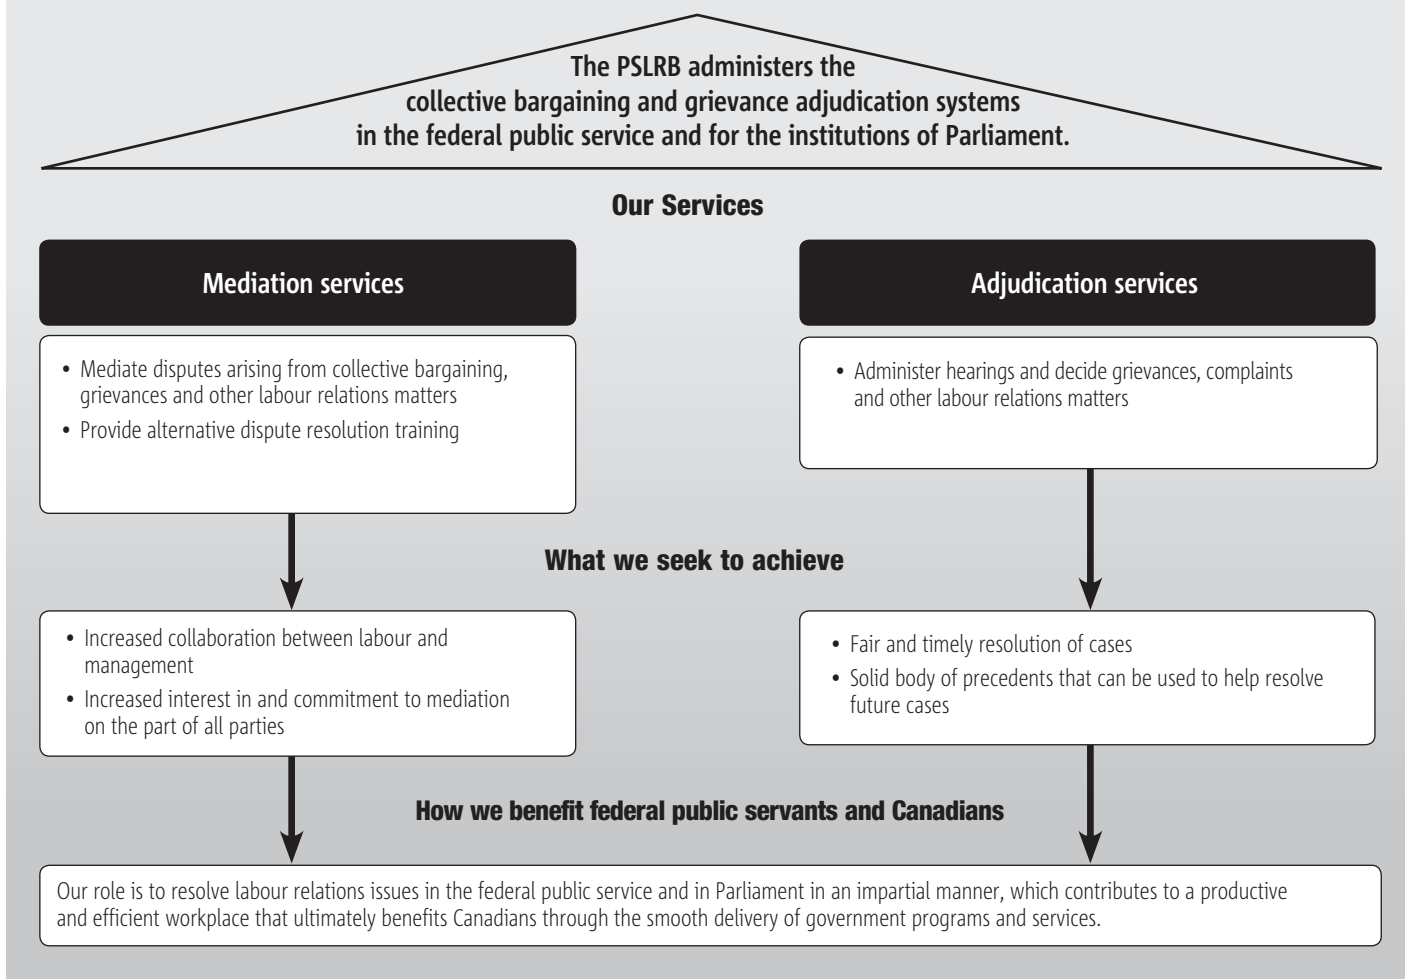 The PSLRB administers the
collective bargaining and grievance adjudication systems
in the federal public service and for the institutions of Parliament.
Our Services
Mediation services
• Mediate disputes arising from collective bargaining,
grievances and other labour relations matters
• Provide alternative dispute resolution training
Adjudication services
• Administer hearings and decide grievances, complaints
and other labour relations matters
What we seek to achieve
• Increased collaboration between labour and
management
• Increased interest in and commitment to mediation
on the part of all parties
• Fair and timely resolution of cases
• Solid body of precedents that can be used to help resolve
future cases
How we benefit federal public servants and Canadians
Our role is to resolve labour relations issues in the federal public service and in Parliament in an impartial manner, which contributes to a productive
and efficient workplace that ultimately benefits Canadians through the smooth delivery of government programs and services.